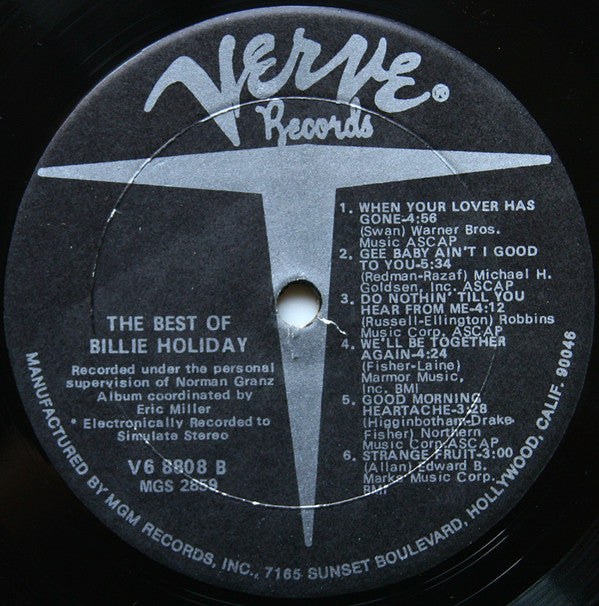 Verve®
Records
1. WHEN YOUR LOVER HAS
GONE-4:56
(Swan) Warner Bros.
Music ASCAP
2. GEE BABY AIN'T I GOOD
TO YOU-5:34
(Redman-Razaf) Michael H.
Goldsen, Inc. ASCAP
3. DO NOTHIN' TILL YOU
HEAR FROM ME-4:12
(Russell-Ellington) Robbins
Music Corp. ASCAP
4. WE'LL BE TOGETHER
AGAIN-4:24
(Fisher-Laine)
Marmor Music,
Inc. BMI
5. GOOD MORNING
HEARTACHE-3:28
(Higginbotham-Drake-
Fisher) Northern
Music Corp/ASCAP
6. STRANGE FRUIT-3:00
(Allan) Edward B.
Marks Music Corp.
BMI
THE BEST OF
BILLIE HOLIDAY
Recorded under the personal
supervision of Norman Granz
Album coordinated by
Eric Miller
* Electronically Recorded to
Simulate Stereo
V6 8808 B
MGS 2859
MANUFACTURED BY MGM RECORDS, INC., 7165 SUNSET BOULEVARD, HOLLYWOOD, CALIF. 90046